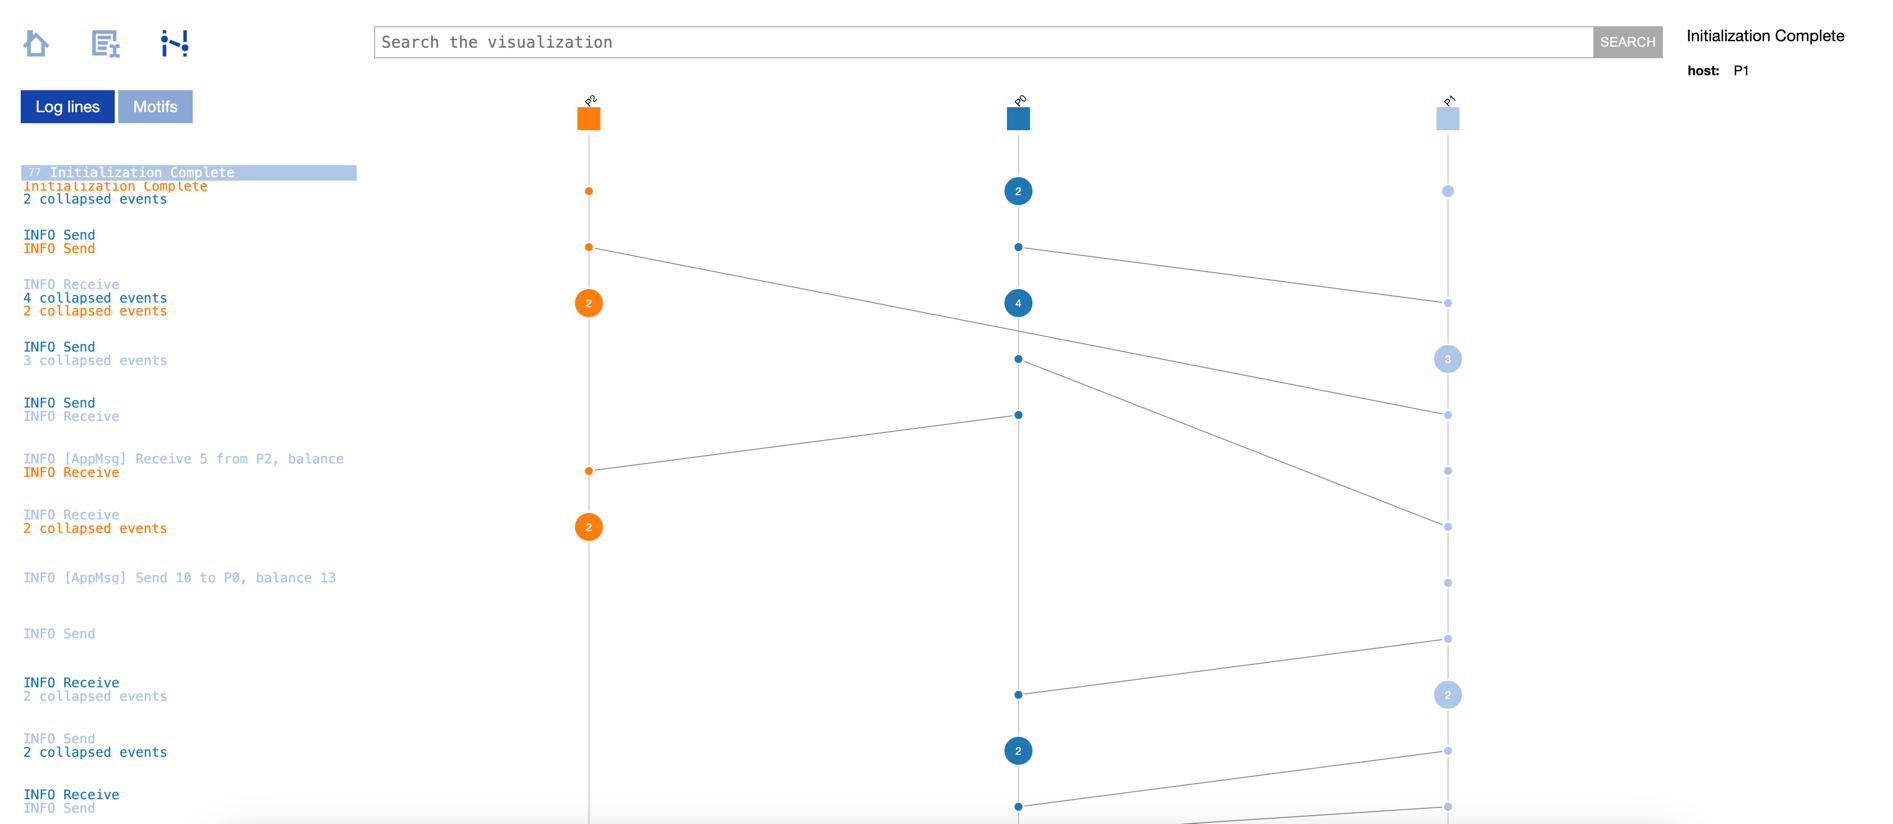 Search the visualization
SEARCH
Initialization Complete
host: P1
Log lines
Motifs
P2
P0
P1
77 Initialization Complete
Initialization Complete
2 collapsed events
INFO Send
INFO Send
INFO Receive
4 collapsed events
2 collapsed events
INFO Send
3 collapsed events
INFO Send
INFO Receive
INFO [AppMsg] Receive 5 from P2, balance
INFO Receive
INFO Receive
2 collapsed events
INFO [AppMsg] Send 10 to P0, balance 13
INFO Send
INFO Receive
2 collapsed events
INFO Send
2 collapsed events
INFO Receive
INFO Send
2
2
4
3
2
2
2